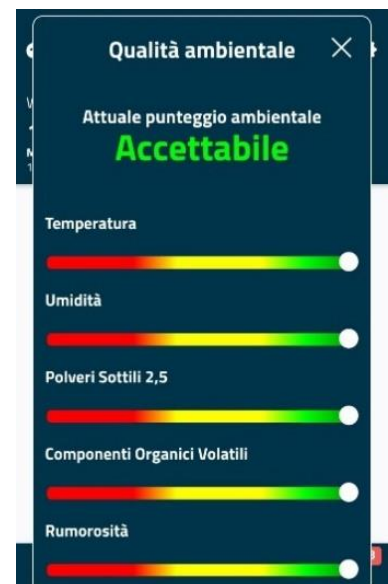 Qualità ambientale
Attuale punteggio ambientale
Accettabile
Temperatura
Umidità
Polveri Sottili 2,5
Componenti Organici Volatili
Rumorosità